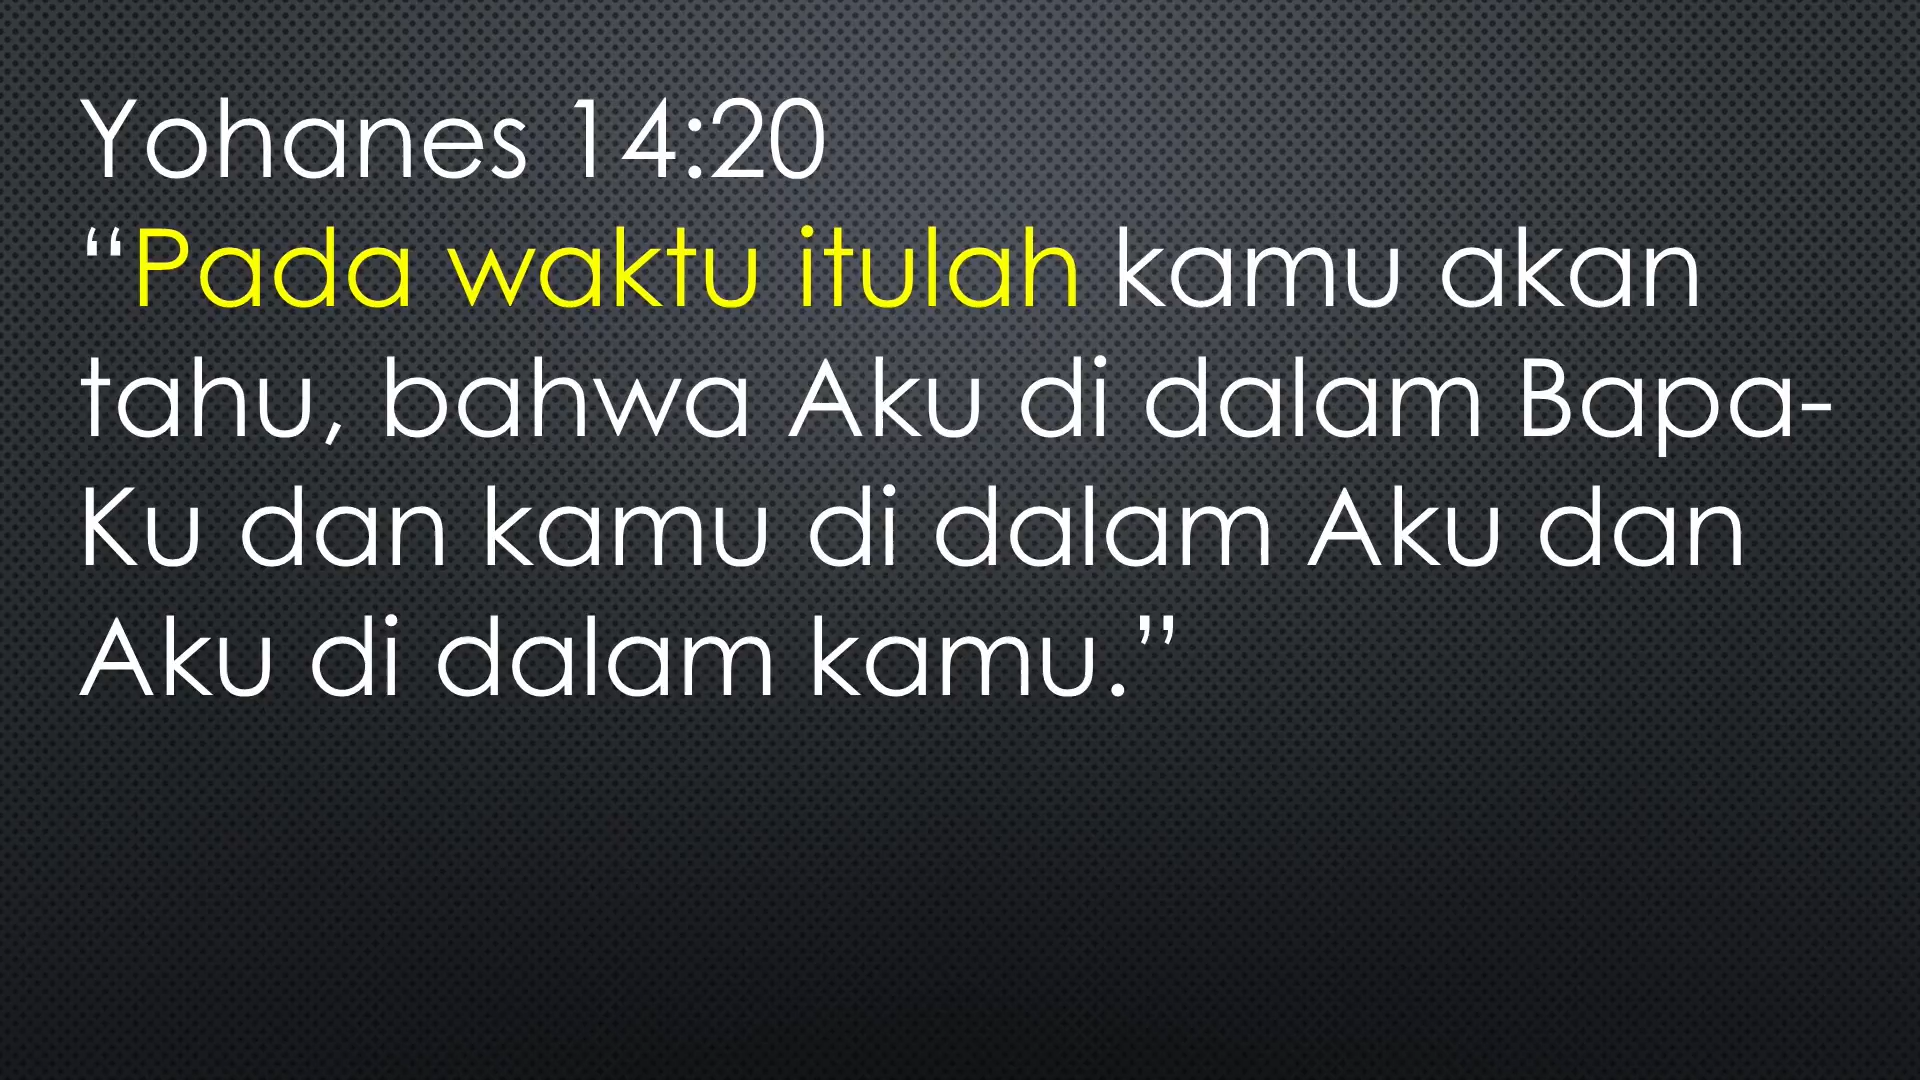 Yohanes 14:20
“Pada waktu itulah kamu akan
tahu, bahwa Aku di dalam Bapa-
Ku dan kamu di dalam Aku dan
Aku di dalam kamu.”